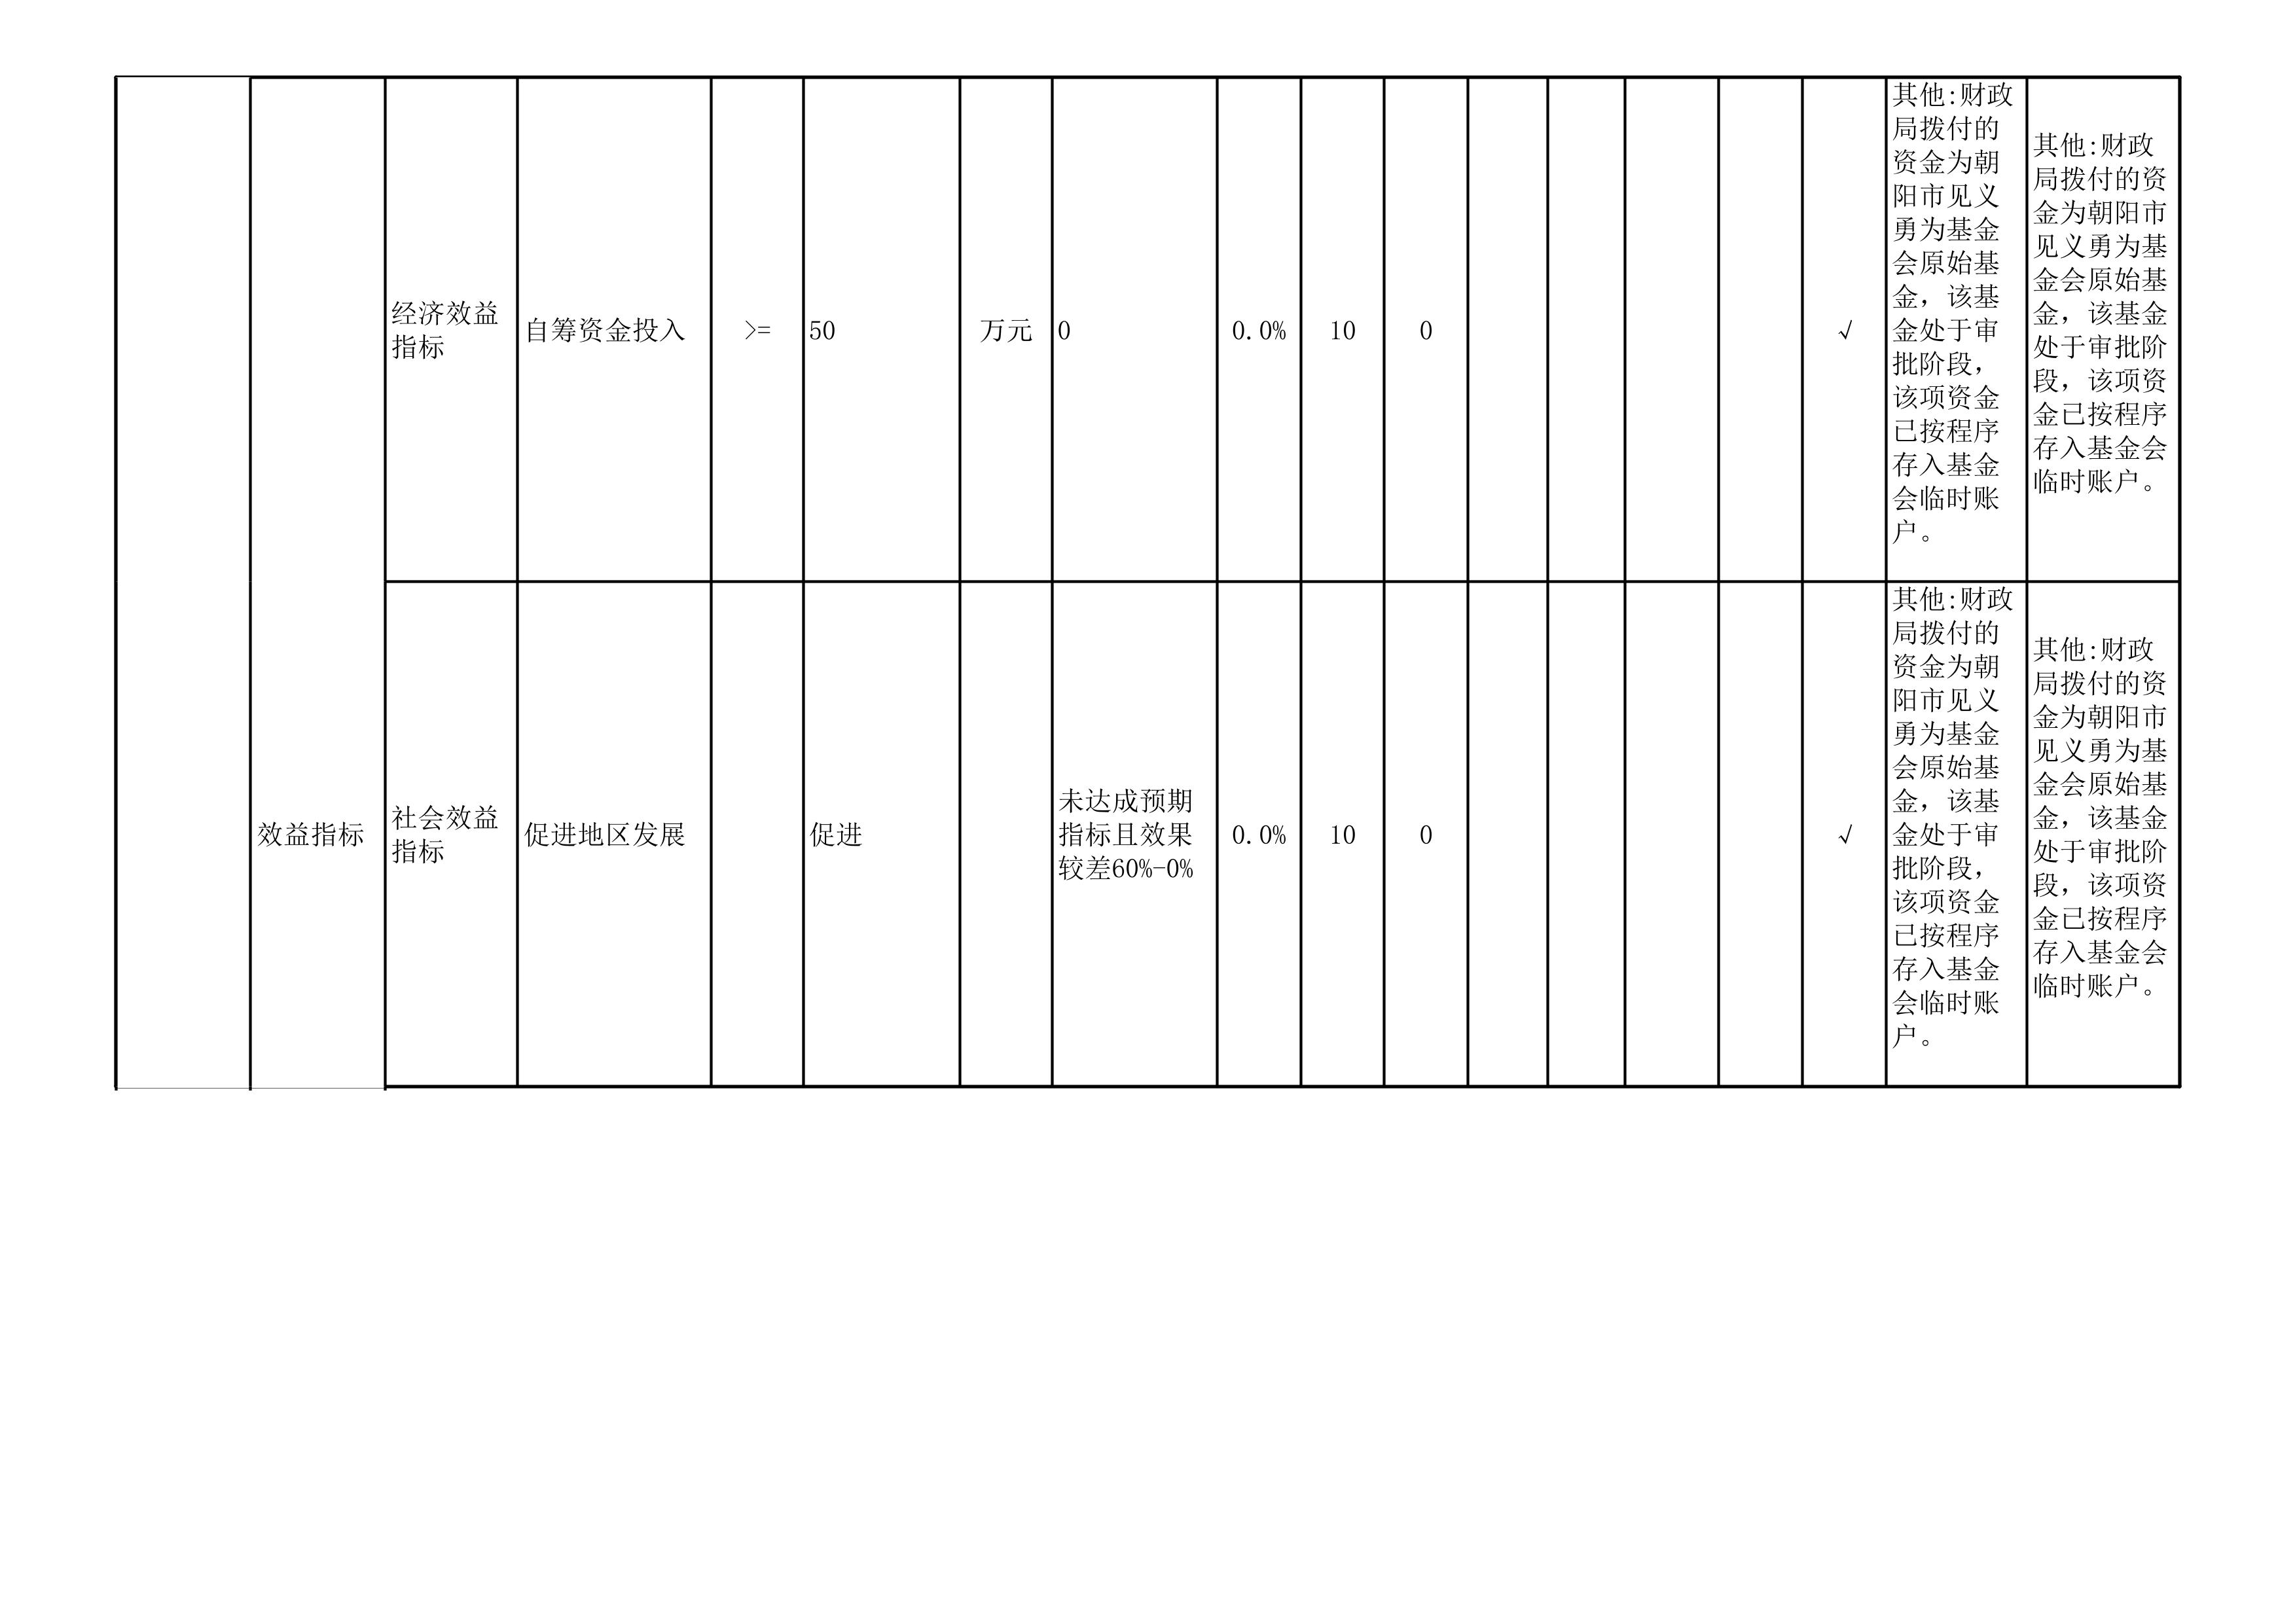 经济效益
指标
自筹资金投入
>=
50
万元
0
0.0%
10
0
√
其他:财政
局拨付的
资金为朝
阳市见义
勇为基金
会原始基
金，该基
金处于审
批阶段，
该项资金
已按程序
存入基金
会临时账
户。
其他:财政
局拨付的资
金为朝阳市
见义勇为基
金会原始基
金，该基金
处于审批阶
段，该项资
金已按程序
存入基金会
临时账户。
效益指标
社会效益
指标
促进地区发展
促进
未达成预期
指标且效果
较差60%-0%
0.0%
10
0
√
其他:财政
局拨付的
资金为朝
阳市见义
勇为基金
会原始基
金，该基
金处于审
批阶段，
该项资金
已按程序
存入基金
会临时账
户。
其他:财政
局拨付的资
金为朝阳市
见义勇为基
金会原始基
金，该基金
处于审批阶
段，该项资
金已按程序
存入基金会
临时账户。